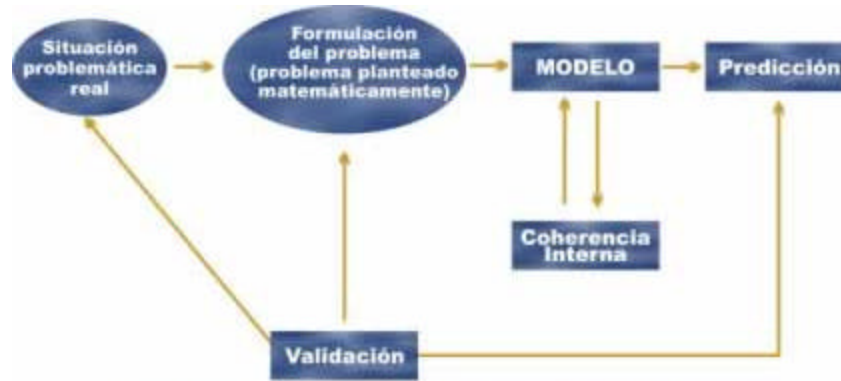 Situación
problemática
real
Formulación
del problema
(problema planteado
matemáticamente)
MODELO
Predicción
Coherencia
Interna
Validación